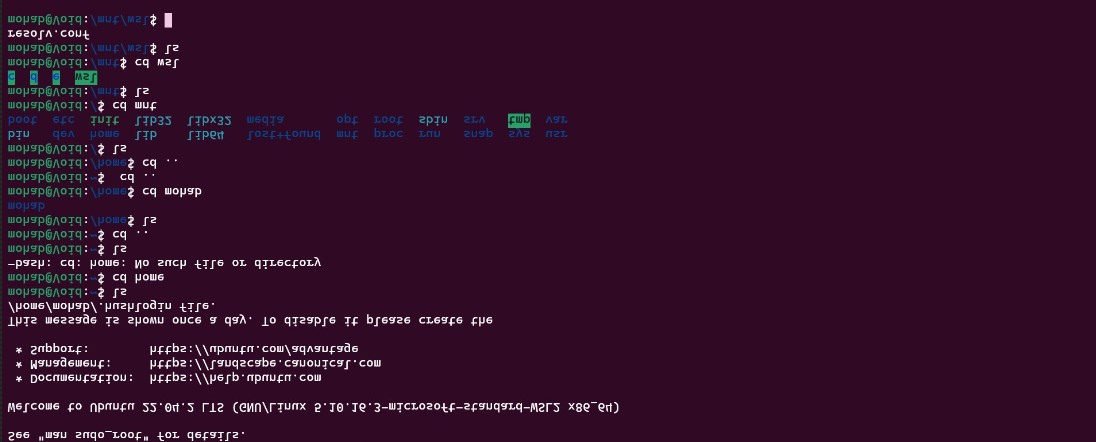 See "man sudo_root" for details.
Welcome to Ubuntu 22.04.2 LTS (GNU/Linux 5.10.16.3-microsoft-standard-WSL2 x86_64)
* Documentation:  https://help.ubuntu.com
* Management:     https://landscape.canonical.com
* Support:        https://ubuntu.com/advantage
This message is shown once a day. To disable it please create the
/home/mohab/.hushlogin file.
mohab@Void:~$ ls
mohab@Void:~$ cd home
-bash: cd: home: No such file or directory
mohab@Void:~$ ls
mohab@Void:~$ cd ..
mohab@Void:/home$ ls
mohab
mohab@Void:/home$ cd mohab
mohab@Void:~$  cd ..
mohab@Void:/home$ cd ..
mohab@Void:/$ ls
bin   dev  home  lib    lib64   lost+found  mnt  proc  run   snap  sys  usr
boot  etc  init  lib32  libx32  media       opt  root  sbin  srv   tmp  var
mohab@Void:/$ cd mnt
mohab@Void:/mnt$ ls
c  d  e  wsl
mohab@Void:/mnt$ cd wsl
mohab@Void:/mnt/wsl$ ls
resolv.conf
mohab@Void:/mnt/wsl$